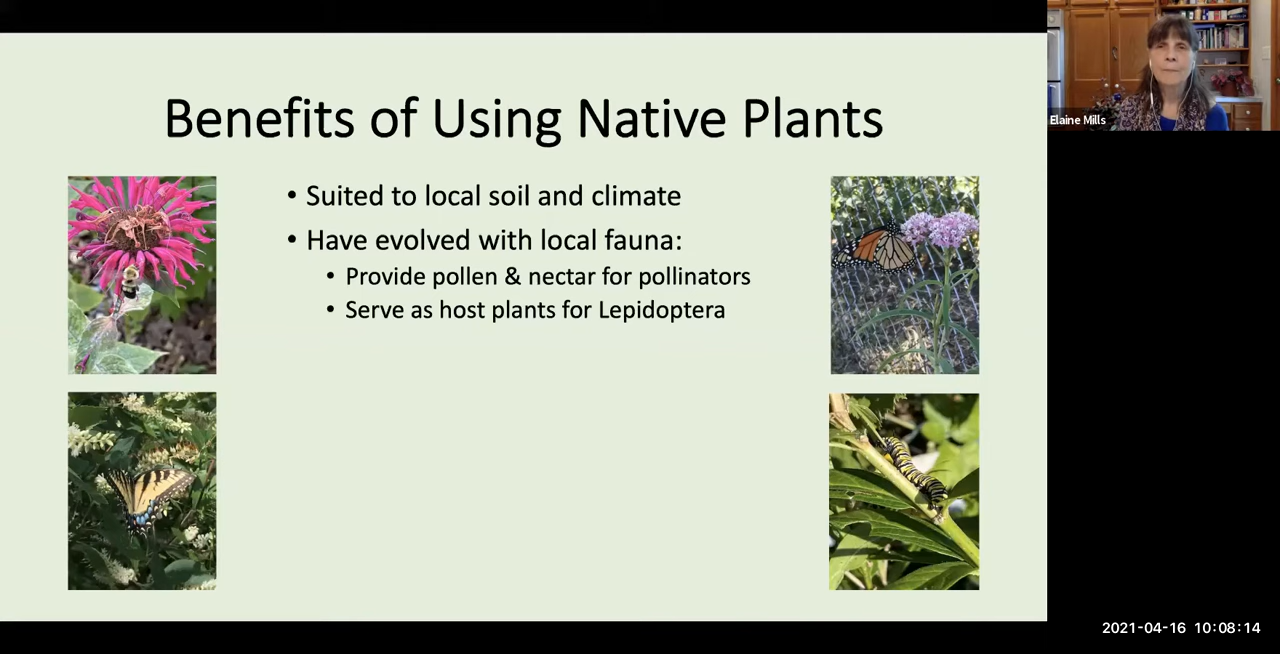 Benefits of Using Native Plants
• Suited to local soil and climate
• Have evolved with local fauna:
• Provide pollen & nectar for pollinators
• Serve as host plants for Lepidoptera
Elaine Mills
2021-04-16 10:08:14